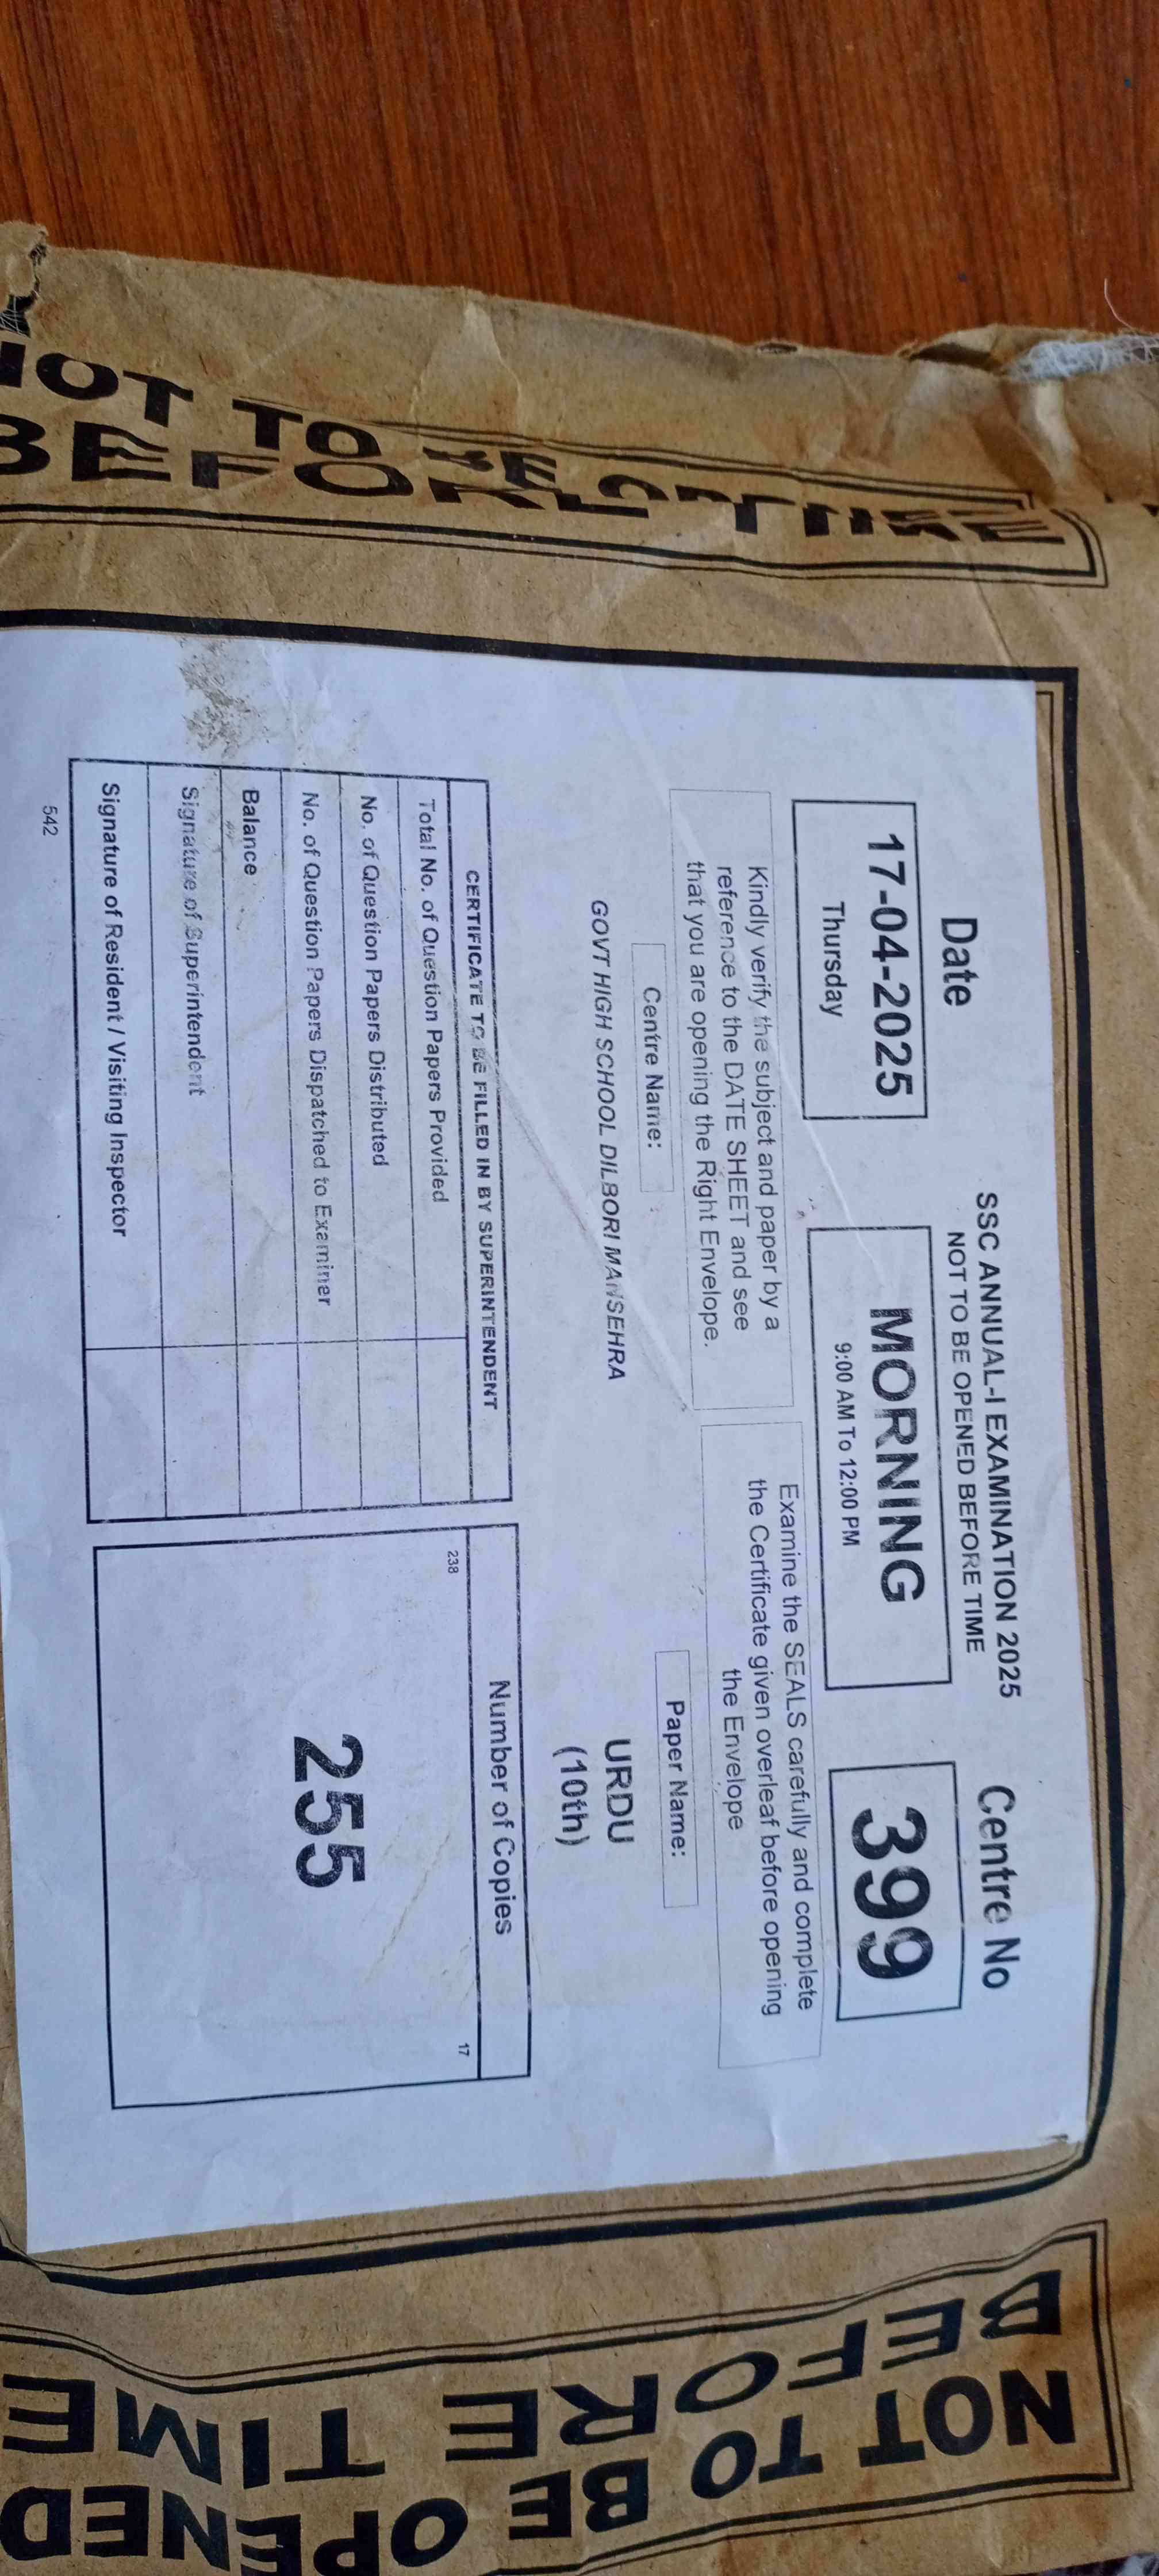 NOT TO BE OPENED
BEFORE TIME
SSC ANNUAL-I EXAMINATION 2025
NOT TO BE OPENED BEFORE TIME
Date
Centre No
17-04-2025
Thursday
MORNING
9:00 AM To 12:00 PM
399
Kindly verify the subject and paper by a
reference to the DATE SHEET and see
that you are opening the Right Envelope.
Examine the SEALS carefully and complete
the Certificate given overleaf before opening
the Envelope
Centre Name:
Paper Name:
GOVT HIGH SCHOOL DILBORI MANSEHRA
URDU
(10th)
CERTIFICATE TO BE FILLED IN BY SUPERINTENDENT
Total No. of Question Papers Provided
No. of Question Papers Distributed
No. of Question Papers Dispatched to Examiner
Balance
Signature of Superintendent
Signature of Resident / Visiting Inspector
Number of Copies
238
17
255
542
NOT TO BE OPENED
BEFORE TIME